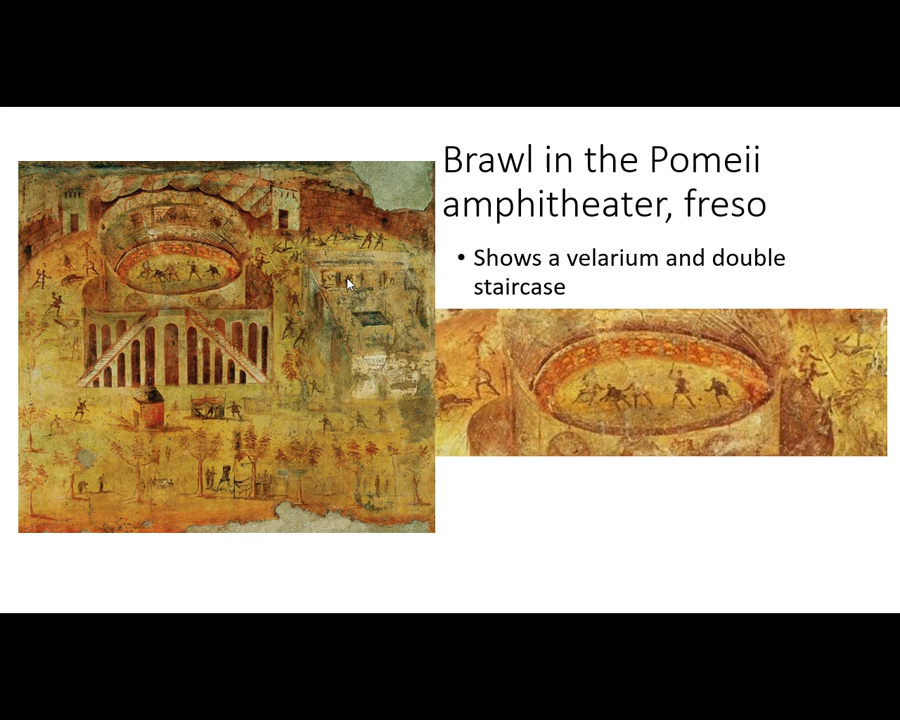 Brawl in the Pomeii
amphitheater, freso
• Shows a velarium and double
staircase